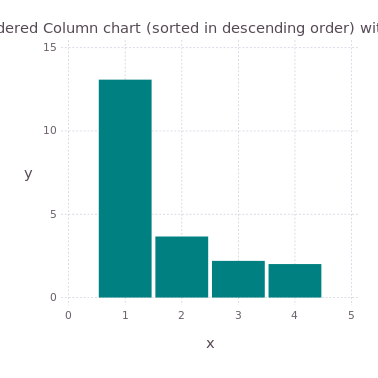 dered Column chart (sorted in descending order) wit
15
10
5
0
y
0 1 2 3 4 5
x